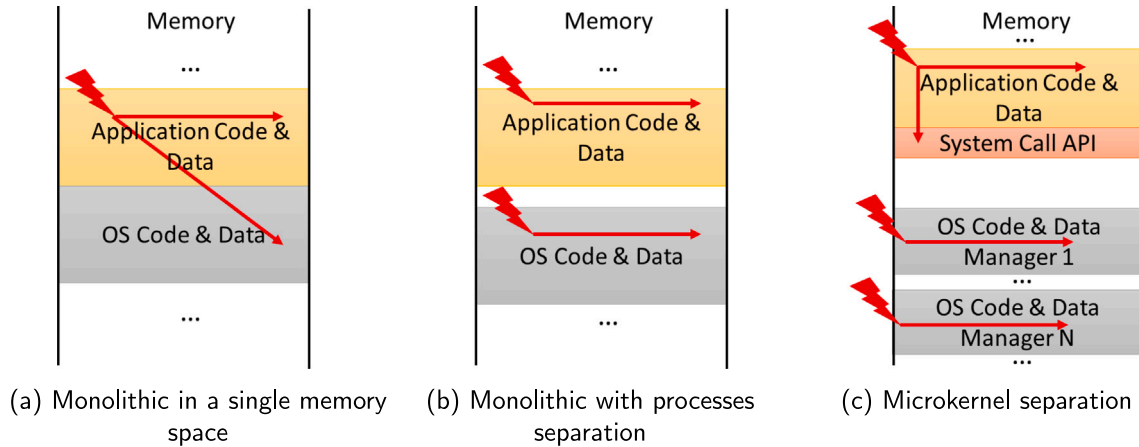 Memory
...
Application Code &
Data
OS Code & Data
...
(a) Monolithic in a single memory
space
Memory
...
Application Code &
Data
OS Code & Data
...
(b) Monolithic with processes
separation
Memory
...
Application Code &
Data
System Call API
OS Code & Data
Manager 1
...
OS Code & Data
Manager N
...
(c) Microkernel separation